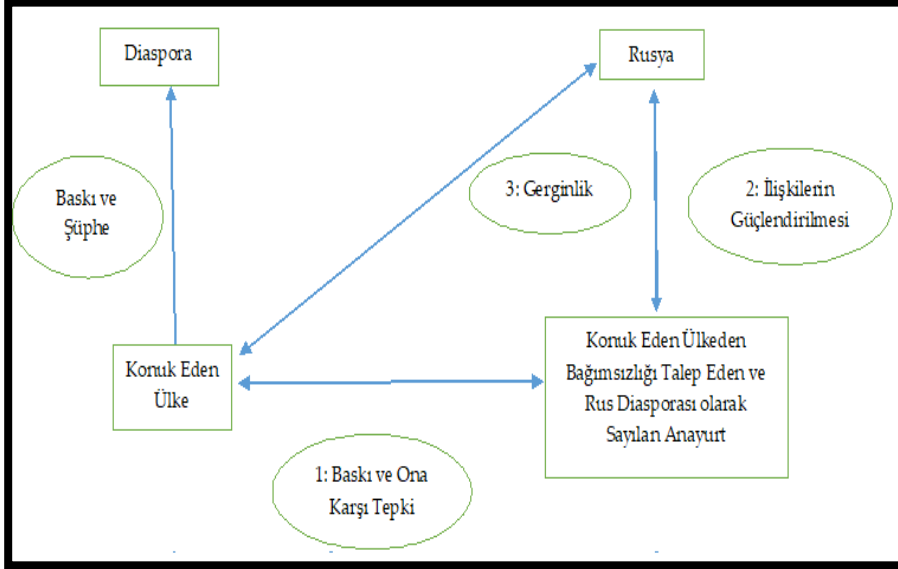 Diaspora
Rusya
Baskı ve
Şüphe
3: Gerginlik
2: İlişkilerin
Güçlendirilmesi
Konuk Eden
Ülke
Konuk Eden Ülkeden
Bağımsızlığı Talep Eden ve
Rus Diasporası olarak
Sayılan Anayurt
1: Baskı ve Ona
Karşı Tepki